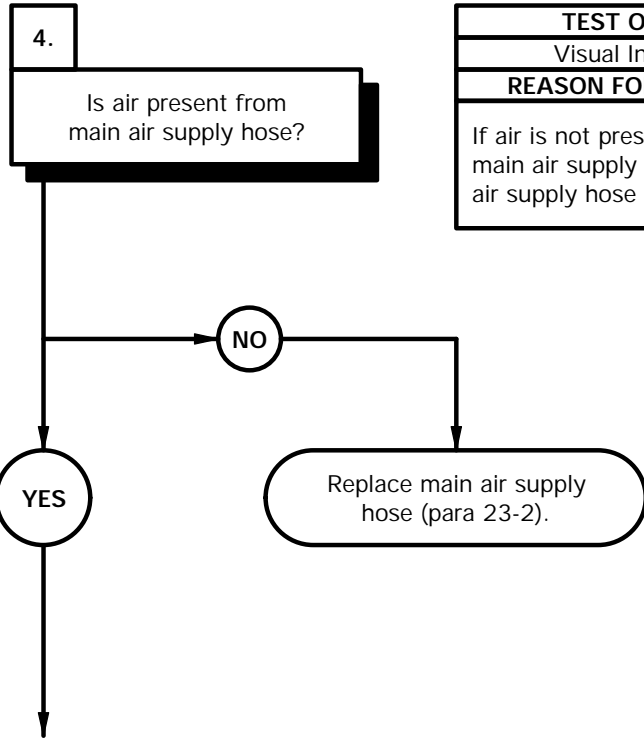 4.
Is air present from
main air supply hose?
TEST O
Visual In
REASON FO
If air is not pres
main air supply
air supply hose
NO
YES
Replace main air supply
hose (para 23-2).